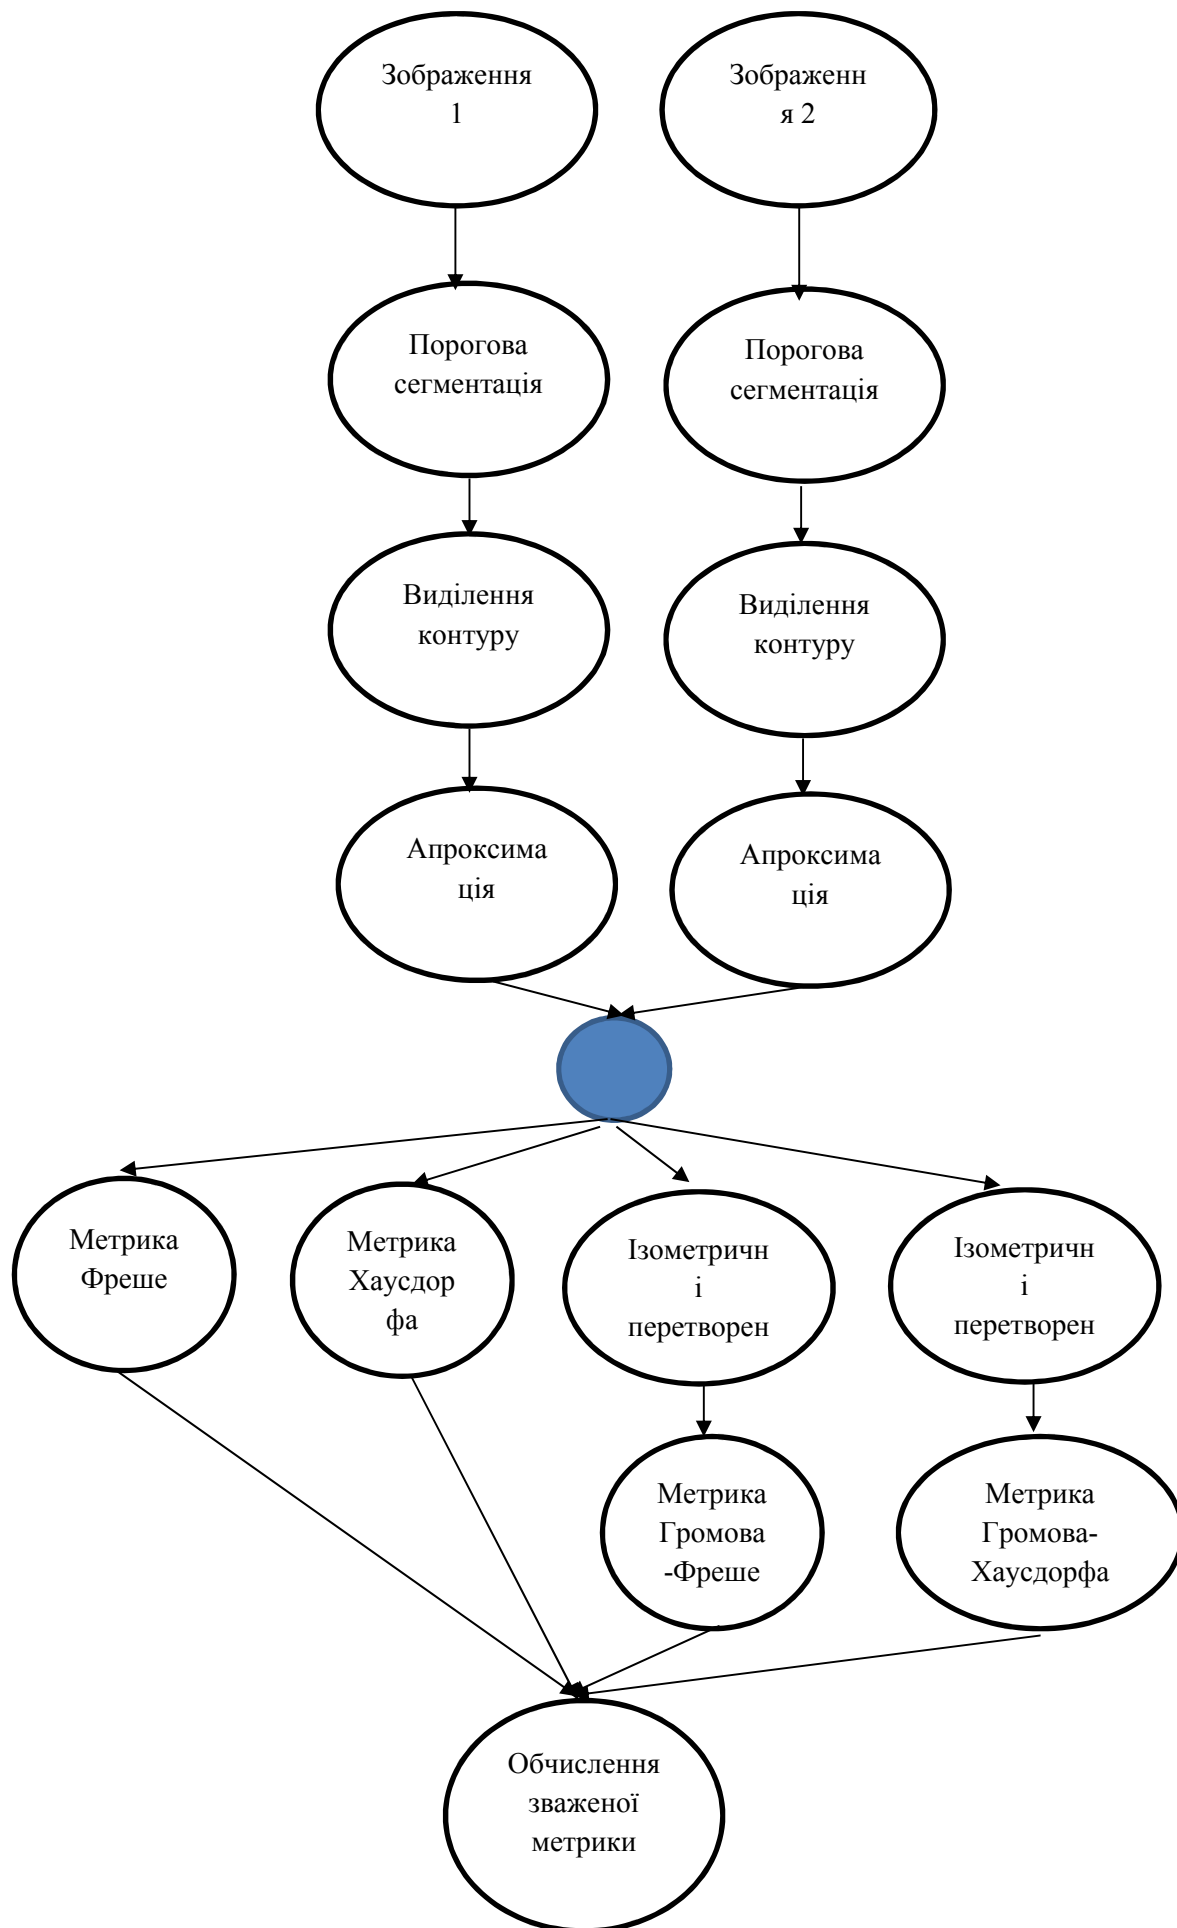 Зображення
1
Зображенн
я 2
Порогова
сегментація
Порогова
сегментація
Виділення
контуру
Виділення
контуру
Апроксима
ція
Апроксима
ція
Метрика
Фреше
Метрика
Хаусдор
фа
Ізометричн
і
перетворен
Ізометричн
і
перетворен
Метрика
Громова
-Фреше
Метрика
Громова-
Хаусдорфа
Обчислення
зваженої
метрики